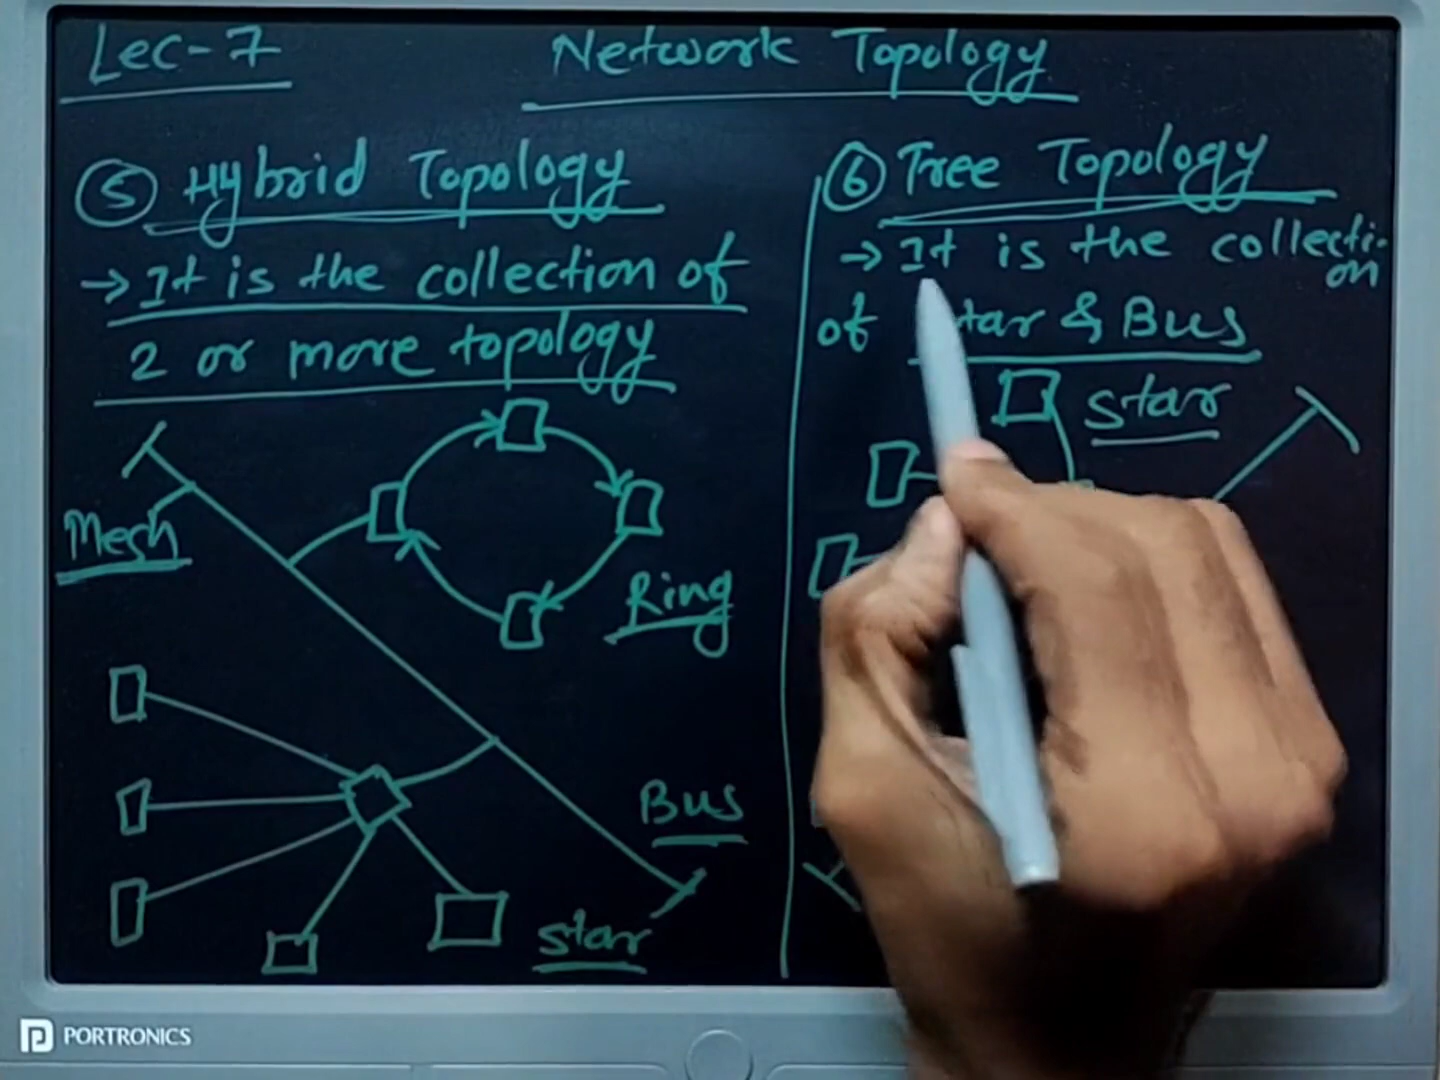 Lec-7
Network Topology
⑤ Hybrid Topology
→ It is the collection of
2 or more topology
Mesh
Ring
Bus
star
⑥ Tree Topology
→ It is the collecti-
on
of star & Bus
star
PORTRONICS